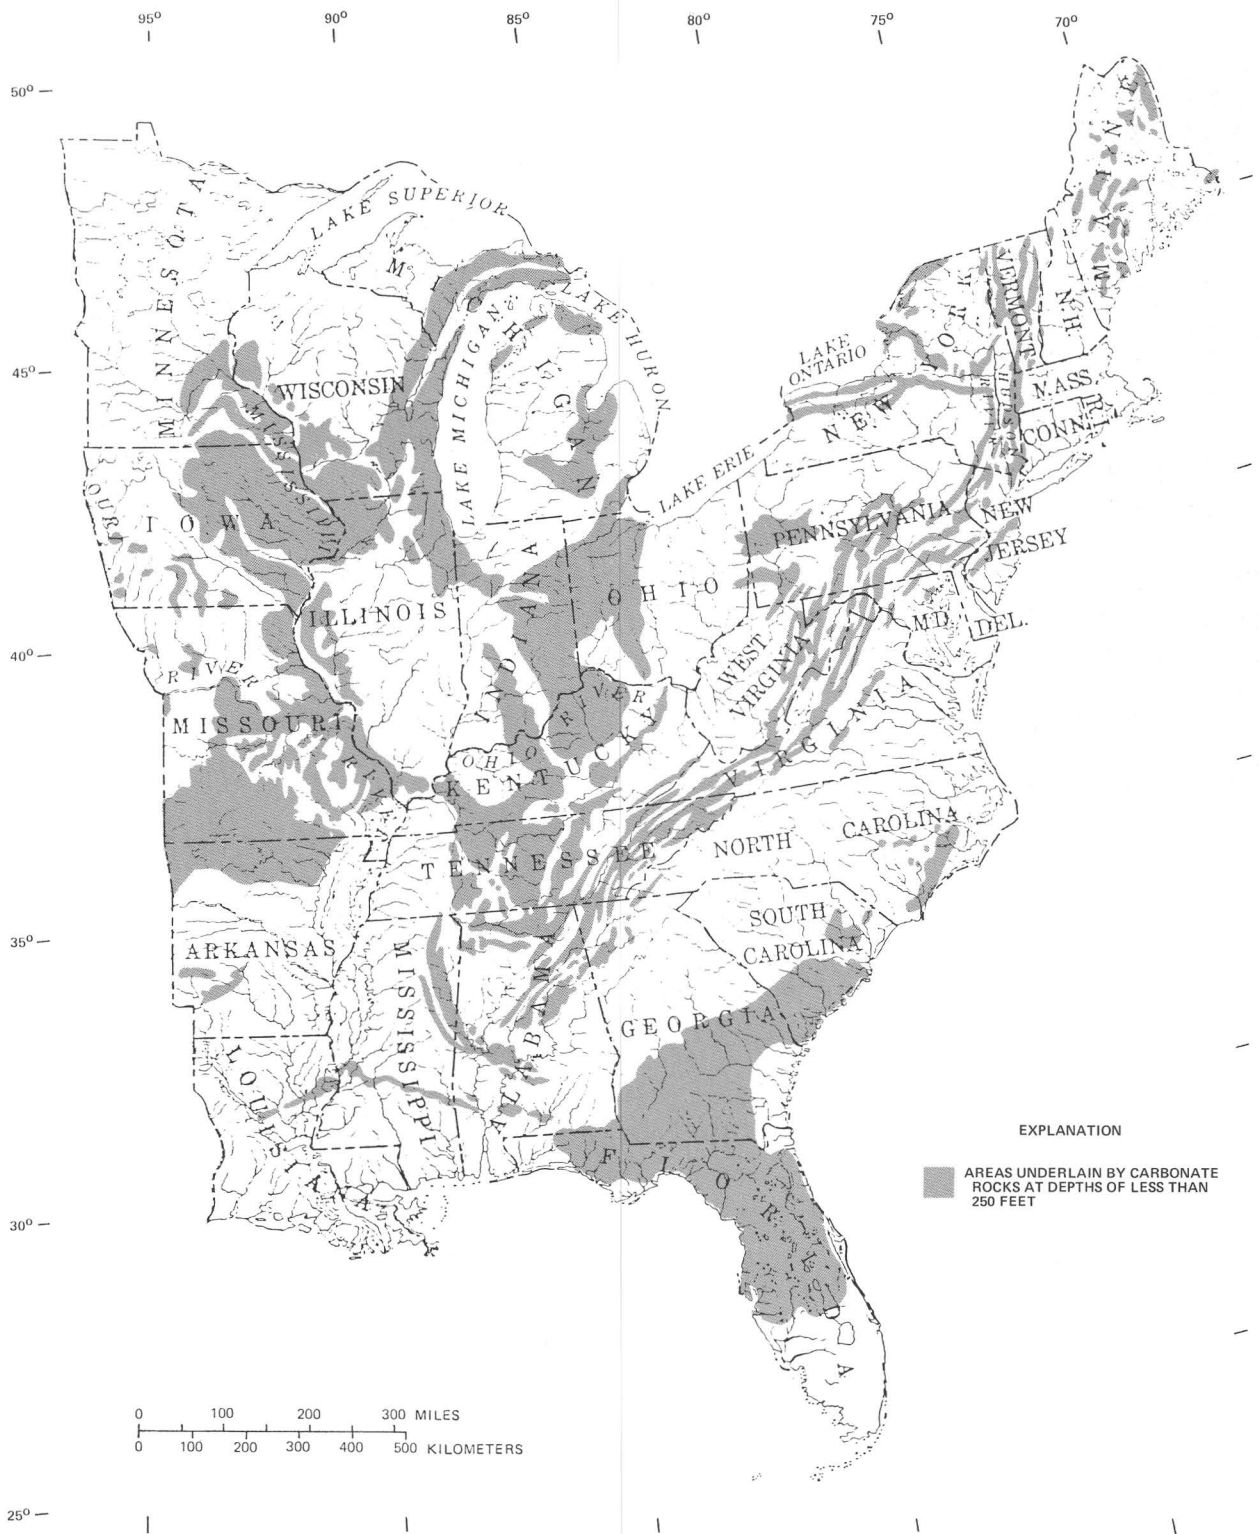 95° 90° 85° 80° 75° 70°
50°
45°
40°
35°
30°
25°
MINNESOTA
LAKE SUPERIOR
MICHIGAN
LAKE HURON
LAKE MICHIGAN
WISCONSIN
MISSISSIPPI
IOWA
OURI
ILLINOIS
INDIANA
OHIO
LAKE ERIE
LAKE
ONTARIO
NEW YORK
VERMONT
N.H.
MAINE
MASS.
CONN.
R.I.
HUDSON R
PENNSYLVANIA
NEW
JERSEY
MD.
DEL.
WEST
VIRGINIA
VIRGINIA
RIVER
MISSOURI
RIVER
OHIO RIVER
KENTUCKY
TENNESSEE
NORTH CAROLINA
SOUTH
CAROLINA
ARKANSAS
MISSISSIPPI
ALABAMA
GEORGIA
LOUISIANA
FLORIDA
EXPLANATION
AREAS UNDERLAIN BY CARBONATE
ROCKS AT DEPTHS OF LESS THAN
250 FEET
0 100 200 300 MILES
0 100 200 300 400 500 KILOMETERS